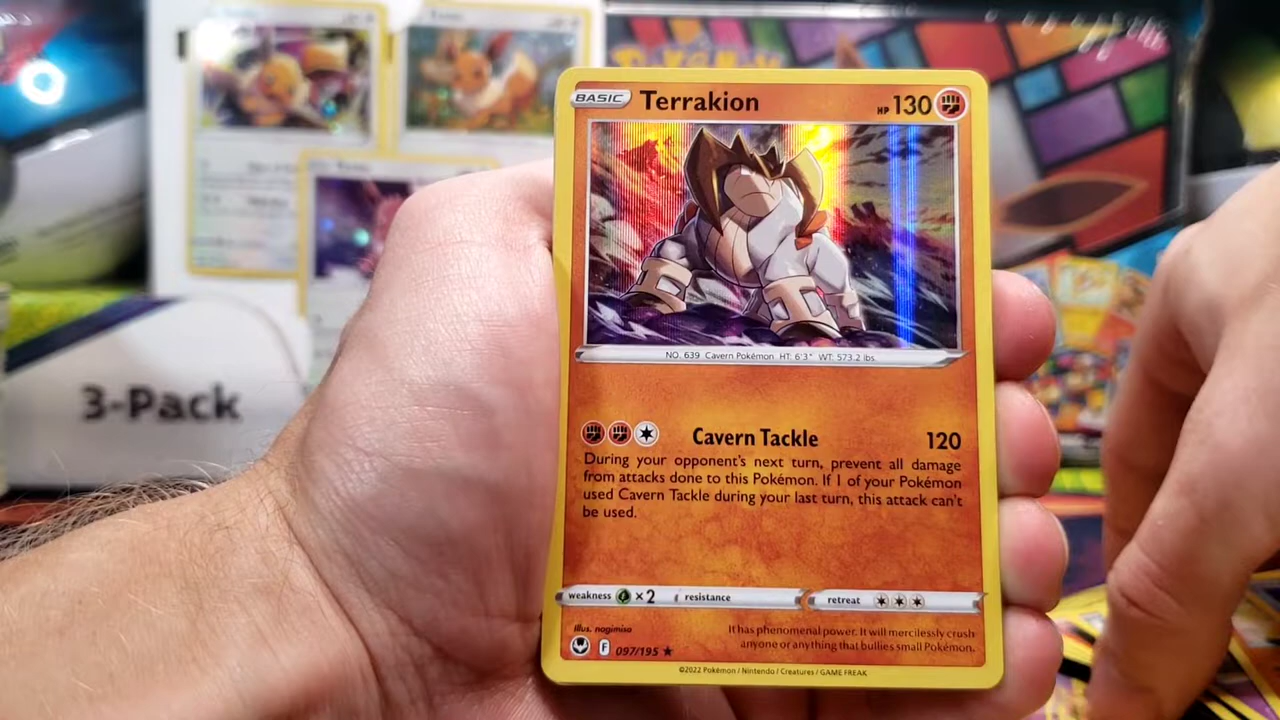 POKÉMON
BASIC Terrakion HP 130
NO. 639 Cavern Pokémon HT: 6'3" WT: 573.2 lbs.
3-Pack
Cavern Tackle 120
During your opponent's next turn, prevent all damage
from attacks done to this Pokémon. If 1 of your Pokémon
used Cavern Tackle during your last turn, this attack can't
be used.
weakness ×2 resistance retreat
Illus. nagimiso
It has phenomenal power. It will mercilessly crush
anyone or anything that bullies small Pokémon.
F 097/195 ★
©2022 Pokémon / Nintendo / Creatures / GAME FREAK